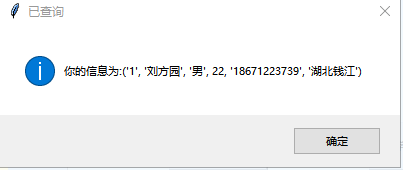 已查询
你的信息为:('1', '刘方园', '男', 22, '18671223739', '湖北钱江')
确定